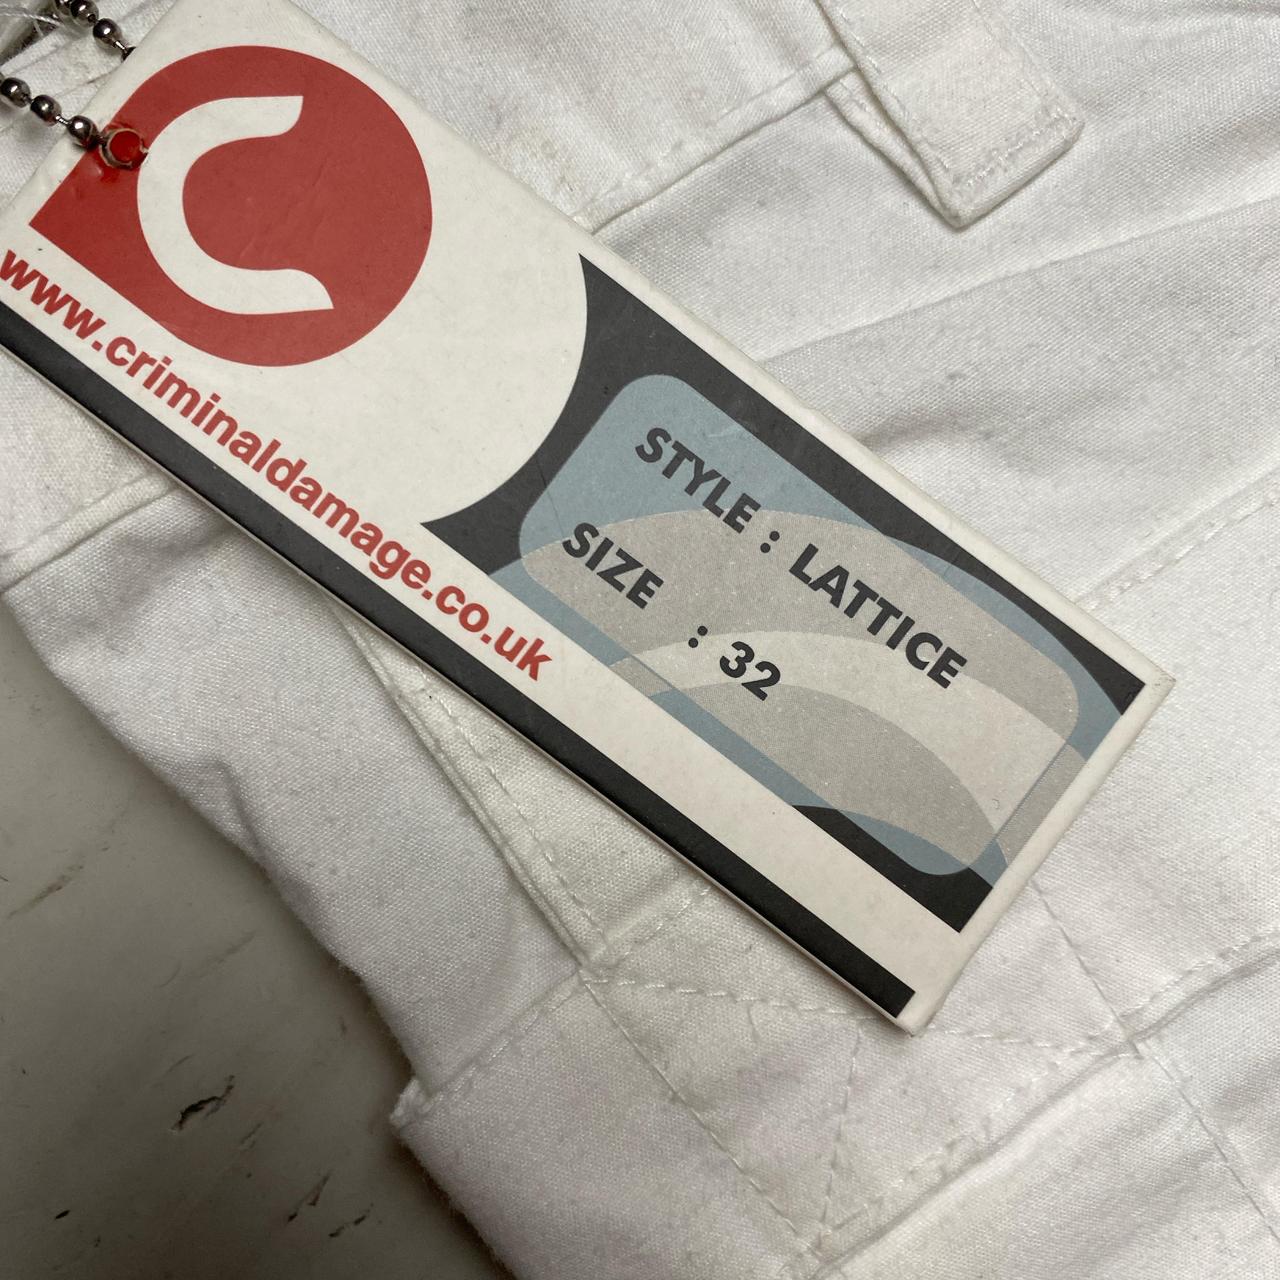 www.criminaldamage.co.uk
STYLE : LATTICE
SIZE : 32